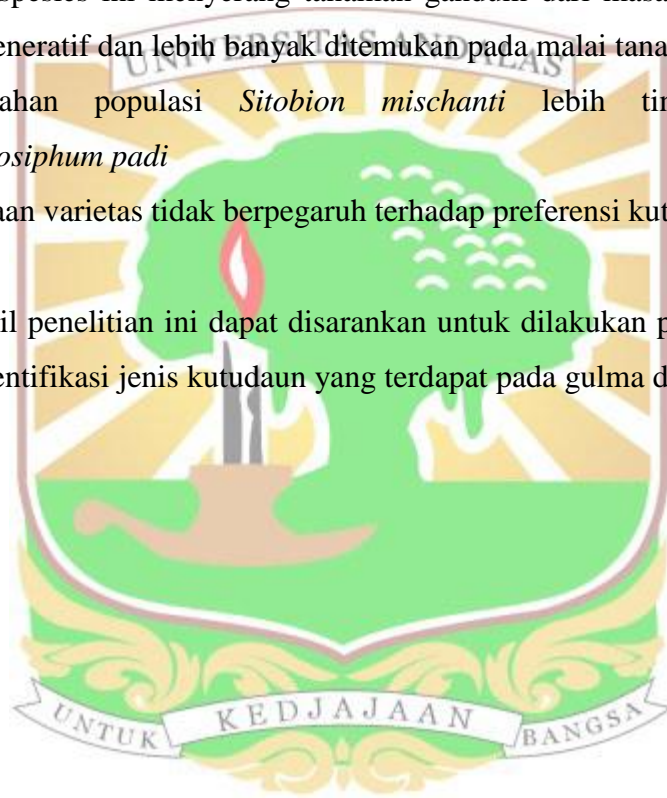 spesies ini menyerang tanaman gandum dari masa
eneratif dan lebih banyak ditemukan pada malai tana
UNIVERSITAS ANDALAS
ahan populasi Sitobion mischanti lebih tin
osiphum padi
aan varietas tidak berpegaruh terhadap preferensi kut
il penelitian ini dapat disarankan untuk dilakukan p
entifikasi jenis kutudaun yang terdapat pada gulma d
UNTUK KEDJAJAAN BANGSA